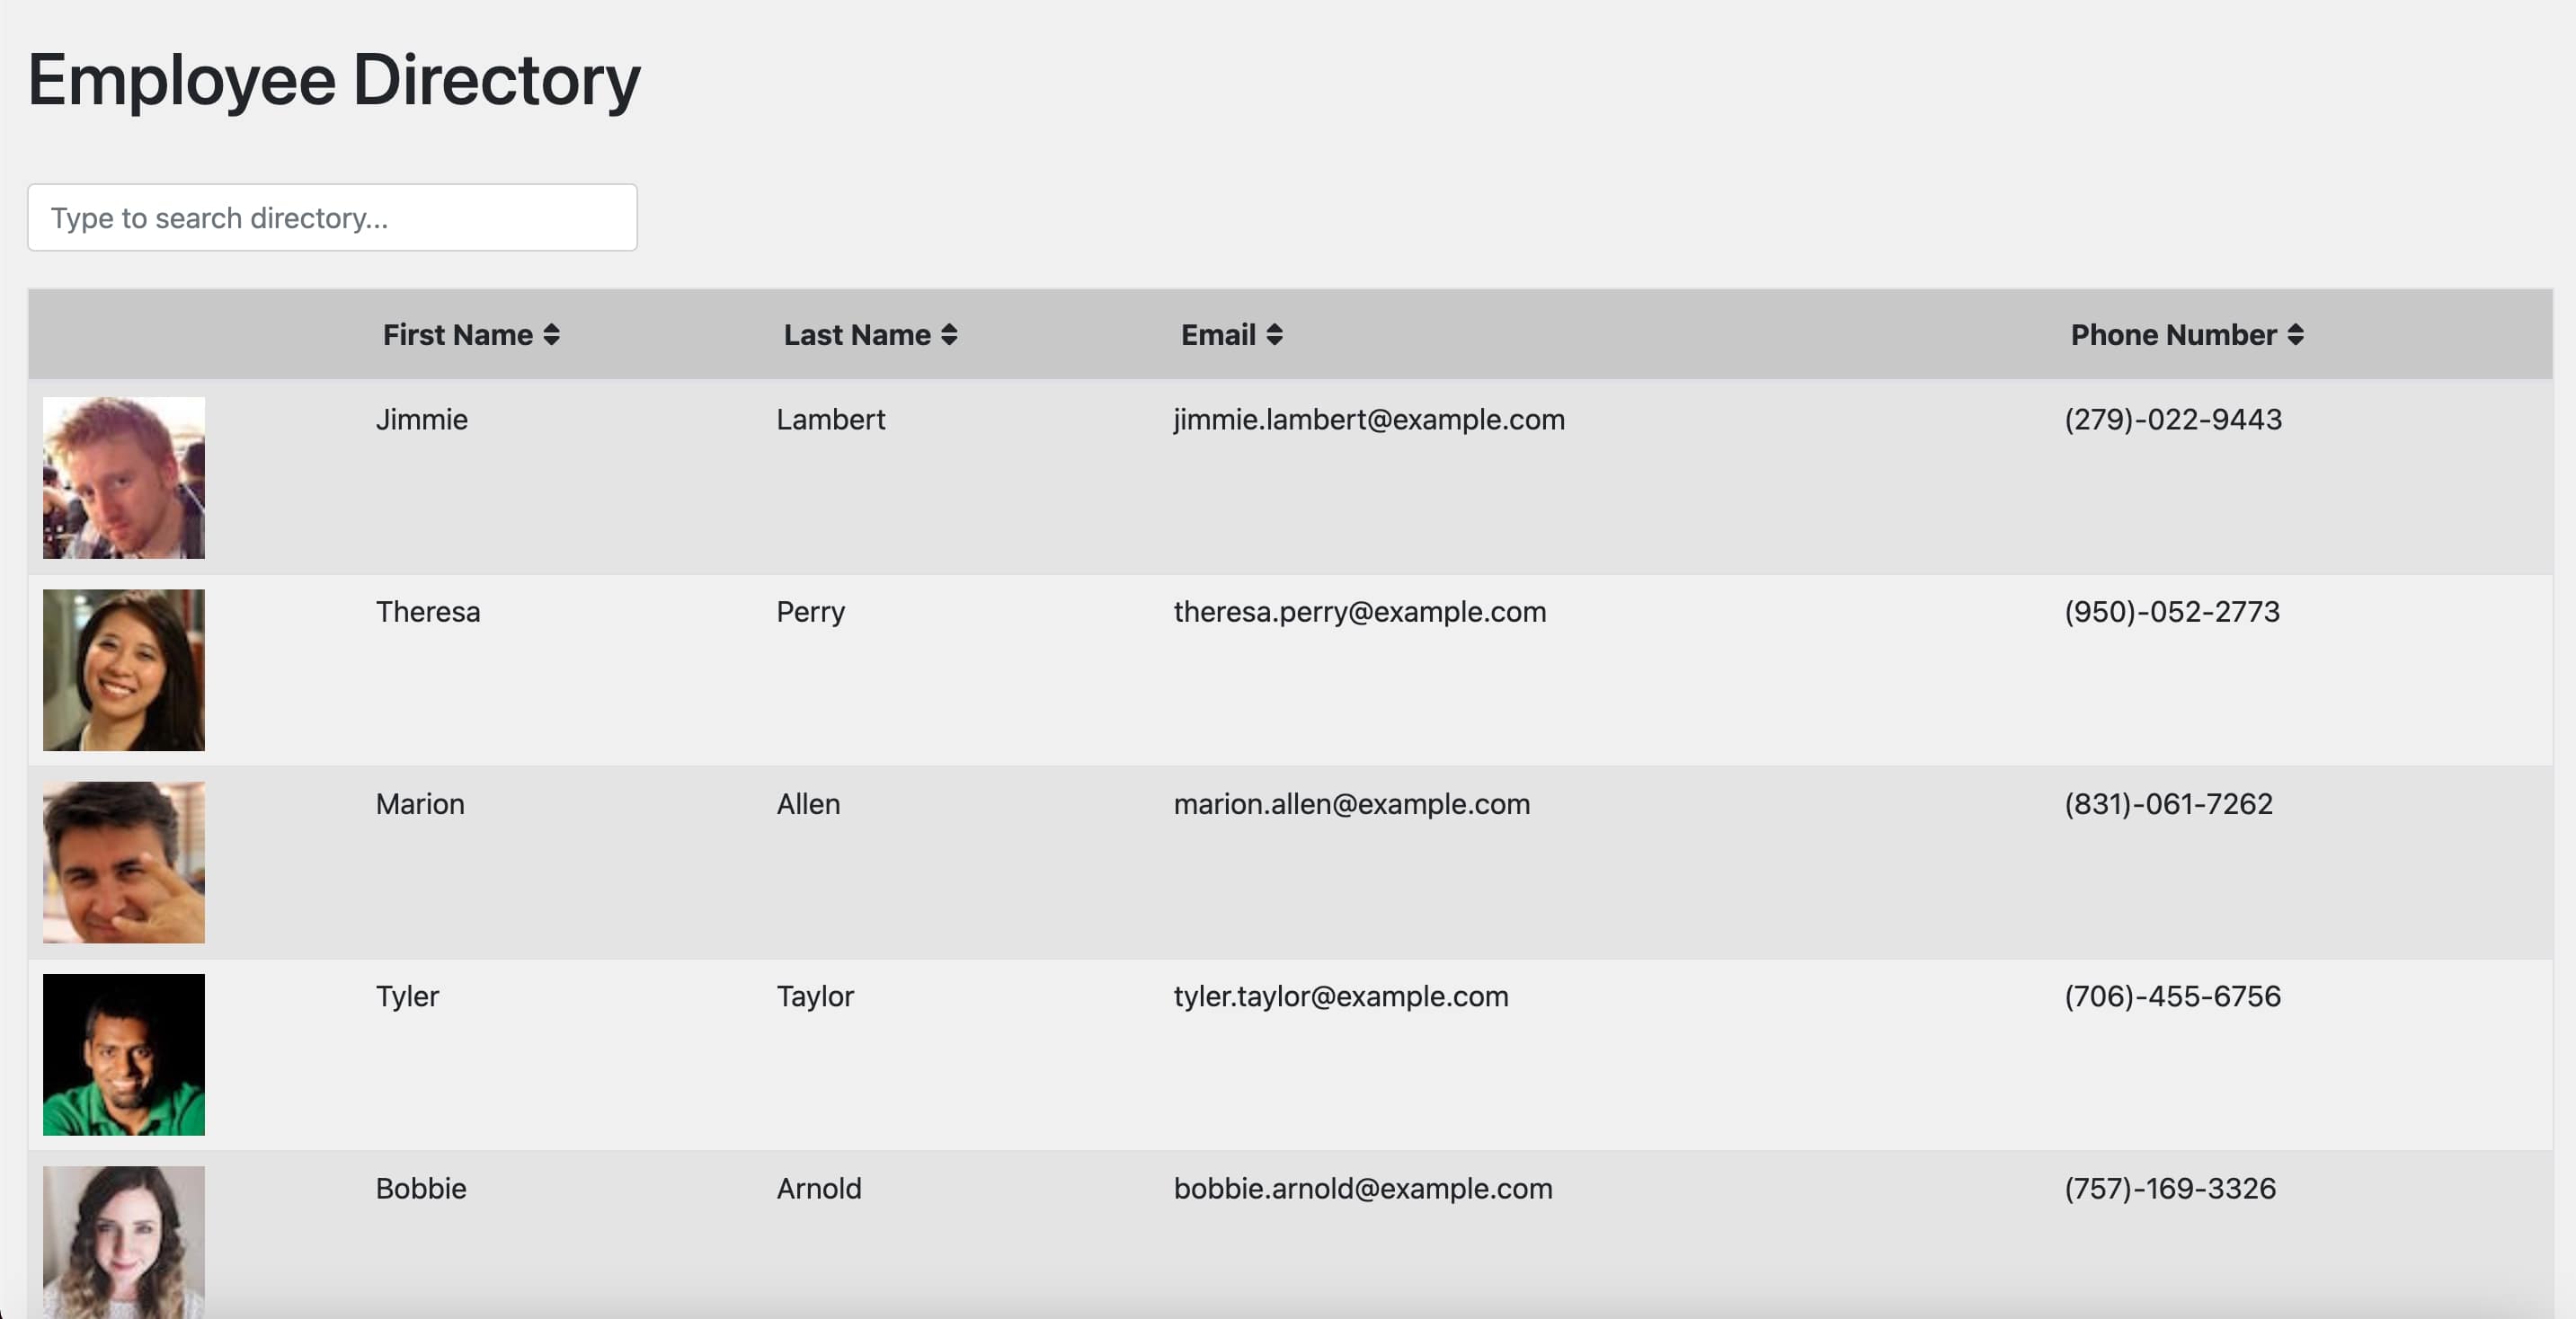 Employee Directory
Type to search directory...
First Name Last Name Email Phone Number
Jimmie Lambert jimmie.lambert@example.com (279)-022-9443
Theresa Perry theresa.perry@example.com (950)-052-2773
Marion Allen marion.allen@example.com (831)-061-7262
Tyler Taylor tyler.taylor@example.com (706)-455-6756
Bobbie Arnold bobbie.arnold@example.com (757)-169-3326